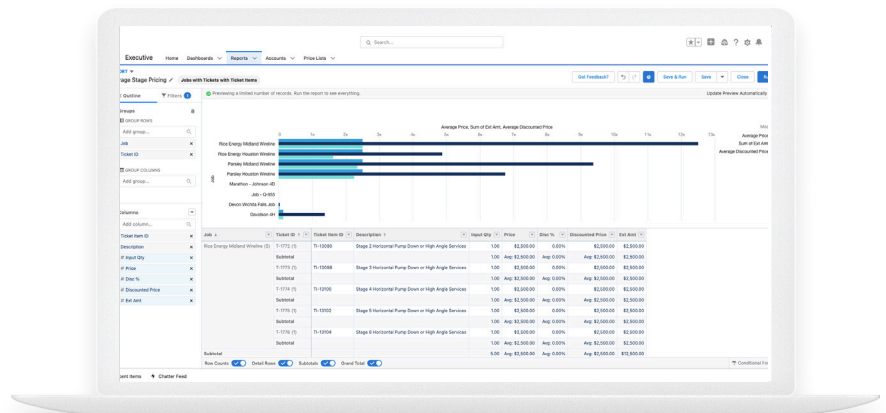 Search...
Executive Home Dashboards Reports Accounts Price Lists
rage Stage Pricing Jobs with Tickets with Ticket Items
Get Feedback? Save & Run Save Close
Outline Filters
Previewing a limited number of records. Run the report to see everything.
Update Preview Automatically
Groups
GROUP ROWS
Add group...
Job
Ticket ID
GROUP COLUMNS
Add group...
Columns
Add column...
Ticket Item ID
Description
# Input Qty
# Price
# Disc %
# Discounted Price
# Ext Amt
Average Price, Sum of Ext Amt, Average Discounted Price
Average Price
Sum of Ext Am
Average Discounted Price
Job
Rice Energy Midland Wireline
Rice Energy Houston Wireline
Parsley Midland Wireline
Parsley Houston Wireline
Marathon - Johnson 4D
Devon Wichita Falls Job
Davidson 4H
Job Ticket ID Ticket Item ID Description Input Qty Price Disc % Discounted Price Ext Amt
Rice Energy Midland Wireline (5) T-1772 (1) Stage 2 Horizontal Pump Down or High Angle Services 1.00 $2,500.00 0.00% $2,500.00 $2,500.00
Subtotal 1.00 Avg: $2,500.00 Avg: 0.00% Avg: $2,500.00 $2,500.00
T-1773 (1) TI-13098 Stage 3 Horizontal Pump Down or High Angle Services 1.00 $2,500.00 0.00% $2,500.00 $2,500.00
Subtotal 1.00 Avg: $2,500.00 Avg: 0.00% Avg: $2,500.00 $2,500.00
T-1774 (1) TI-13100 Stage 4 Horizontal Pump Down or High Angle Services 1.00 $2,500.00 0.00% $2,500.00 $2,500.00
Subtotal 1.00 Avg: $2,500.00 Avg: 0.00% Avg: $2,500.00 $2,500.00
T-1775 (1) TI-13102 Stage 5 Horizontal Pump Down or High Angle Services 1.00 $2,500.00 0.00% $2,500.00 $2,500.00
Subtotal 1.00 Avg: $2,500.00 Avg: 0.00% Avg: $2,500.00 $2,500.00
T-1776 (1) TI-13104 Stage 6 Horizontal Pump Down or High Angle Services 1.00 $2,500.00 0.00% $2,500.00 $2,500.00
Subtotal 1.00 Avg: $2,500.00 Avg: 0.00% Avg: $2,500.00 $2,500.00
Subtotal 5.00 Avg: $2,500.00 Avg: 0.00% Avg: $2,500.00 $12,500.00
Row Counts Detail Rows Subtotals Grand Total
Conditional Fo
ent Items Chatter Feed